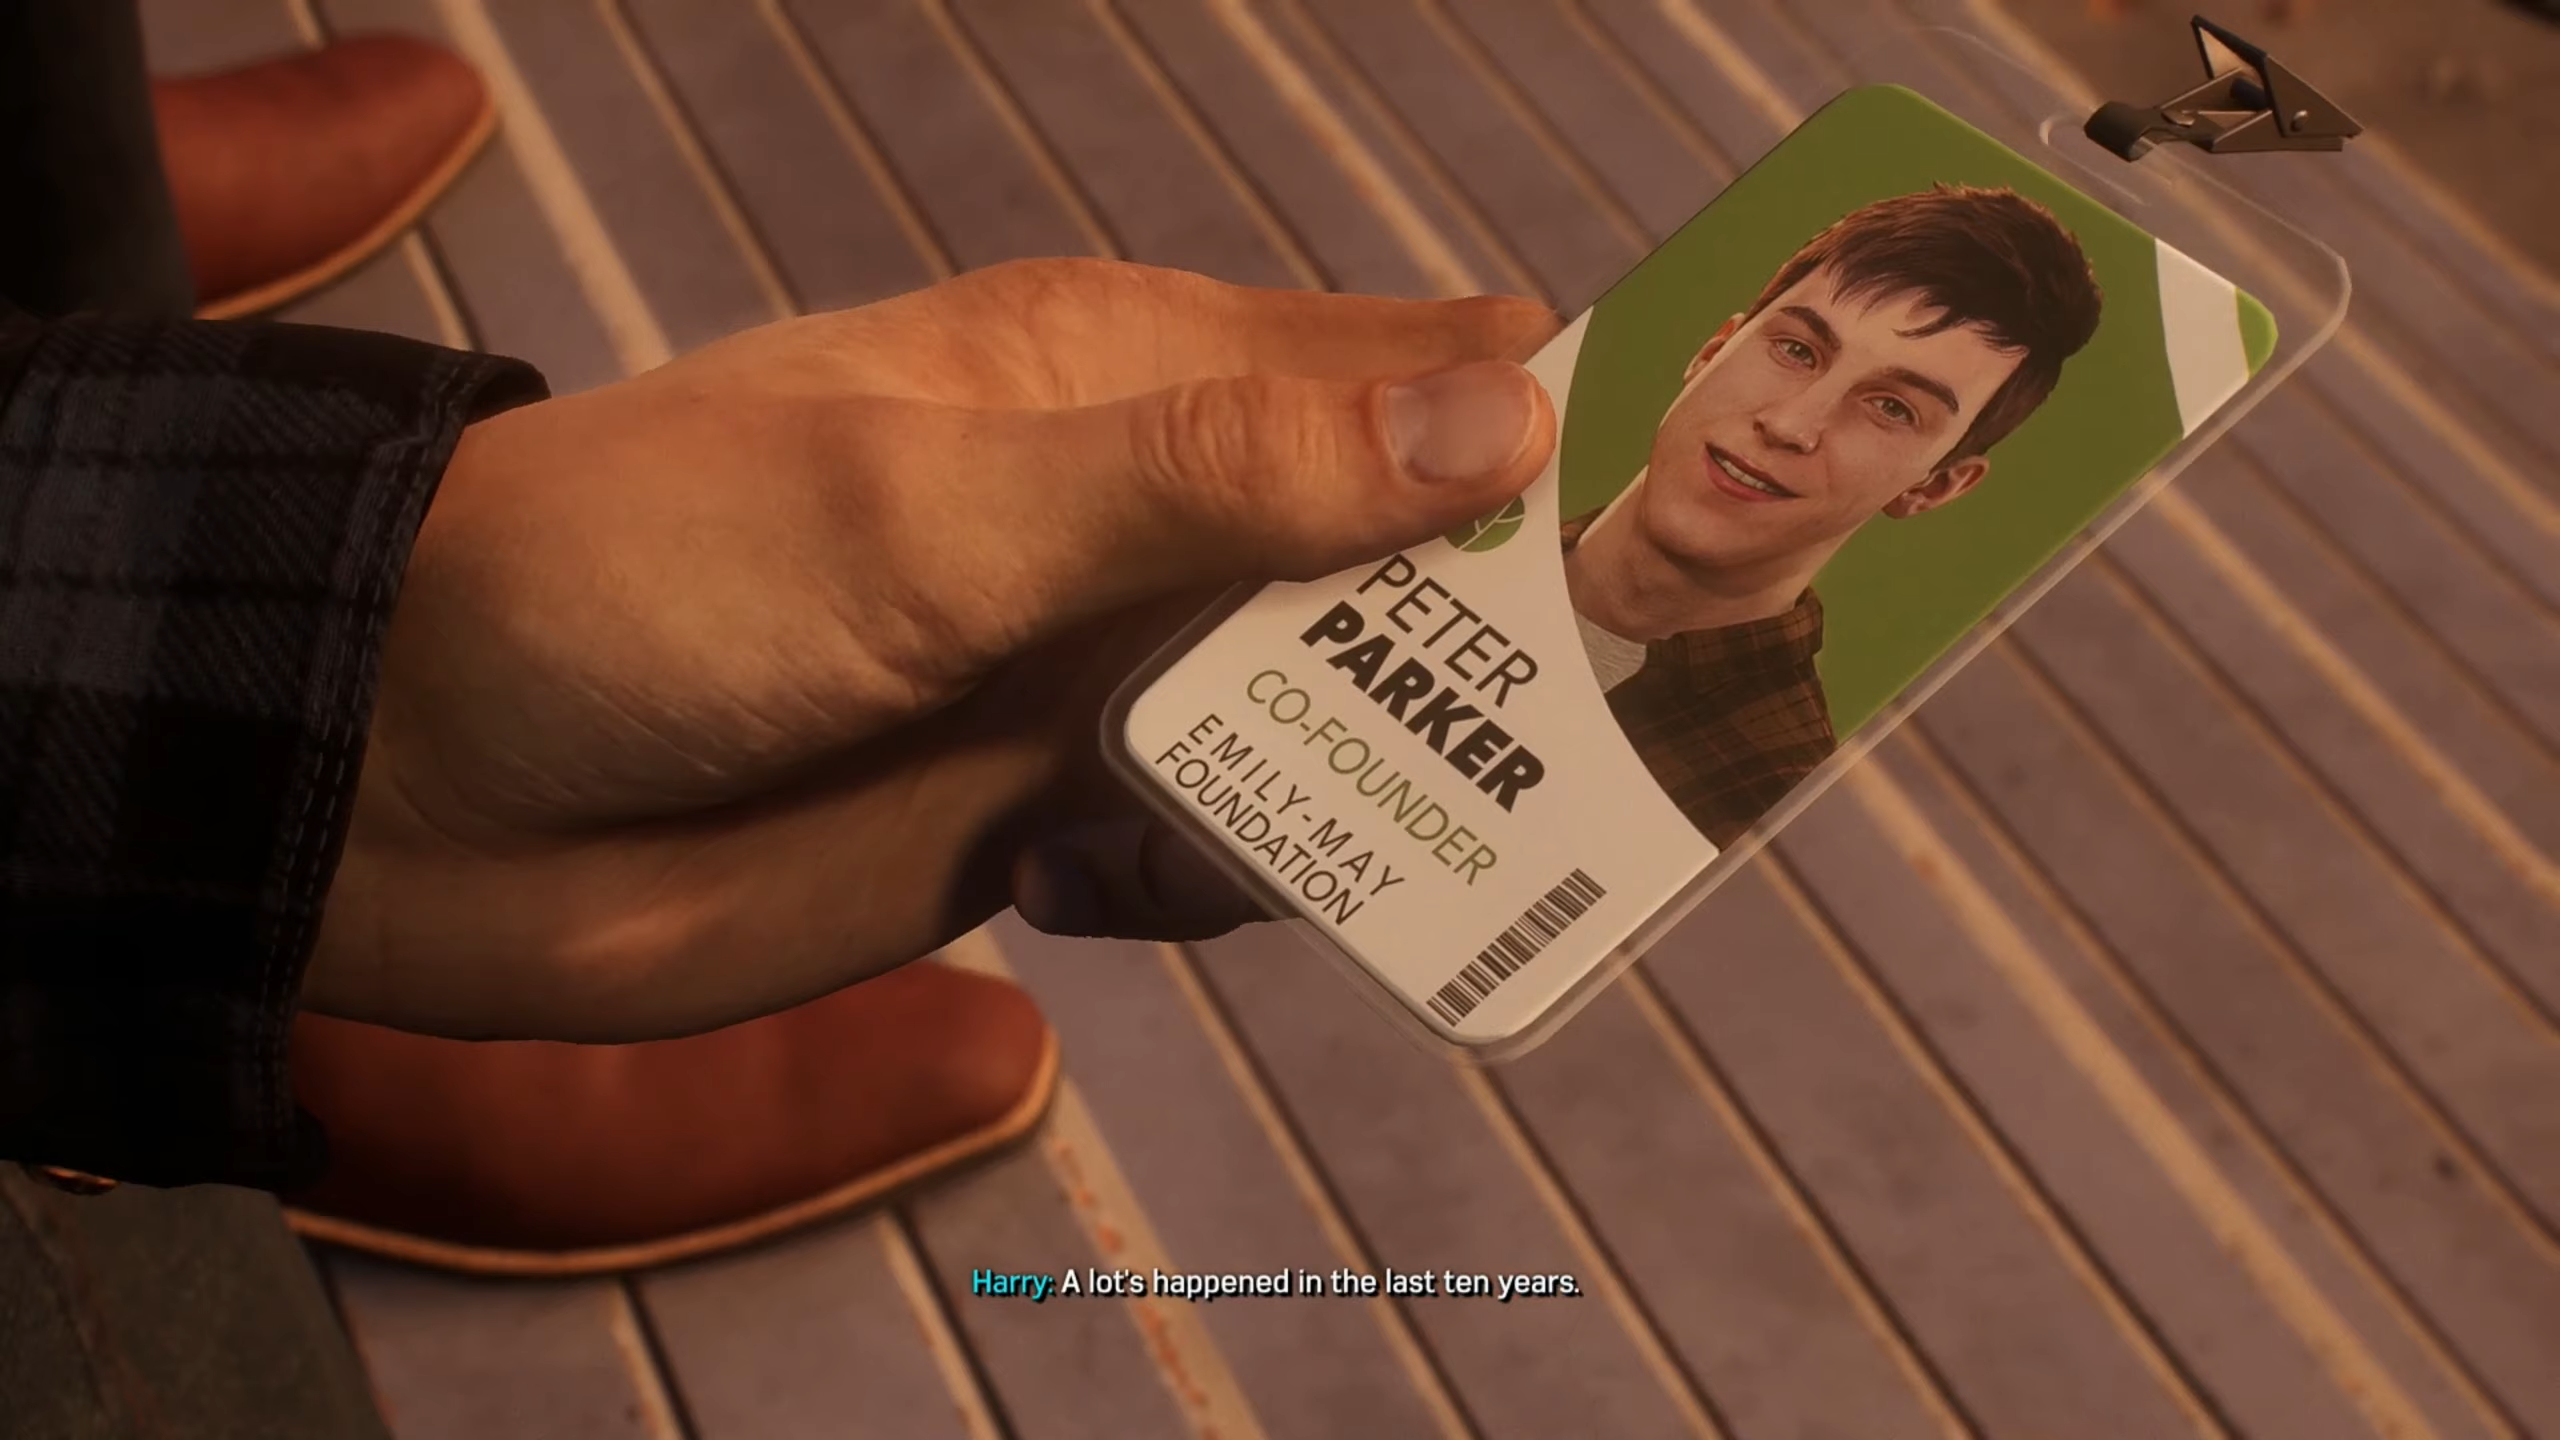 PETER
PARKER
CO-FOUNDER
EMILY-MAY
FOUNDATION
Harry: A lot's happened in the last ten years.